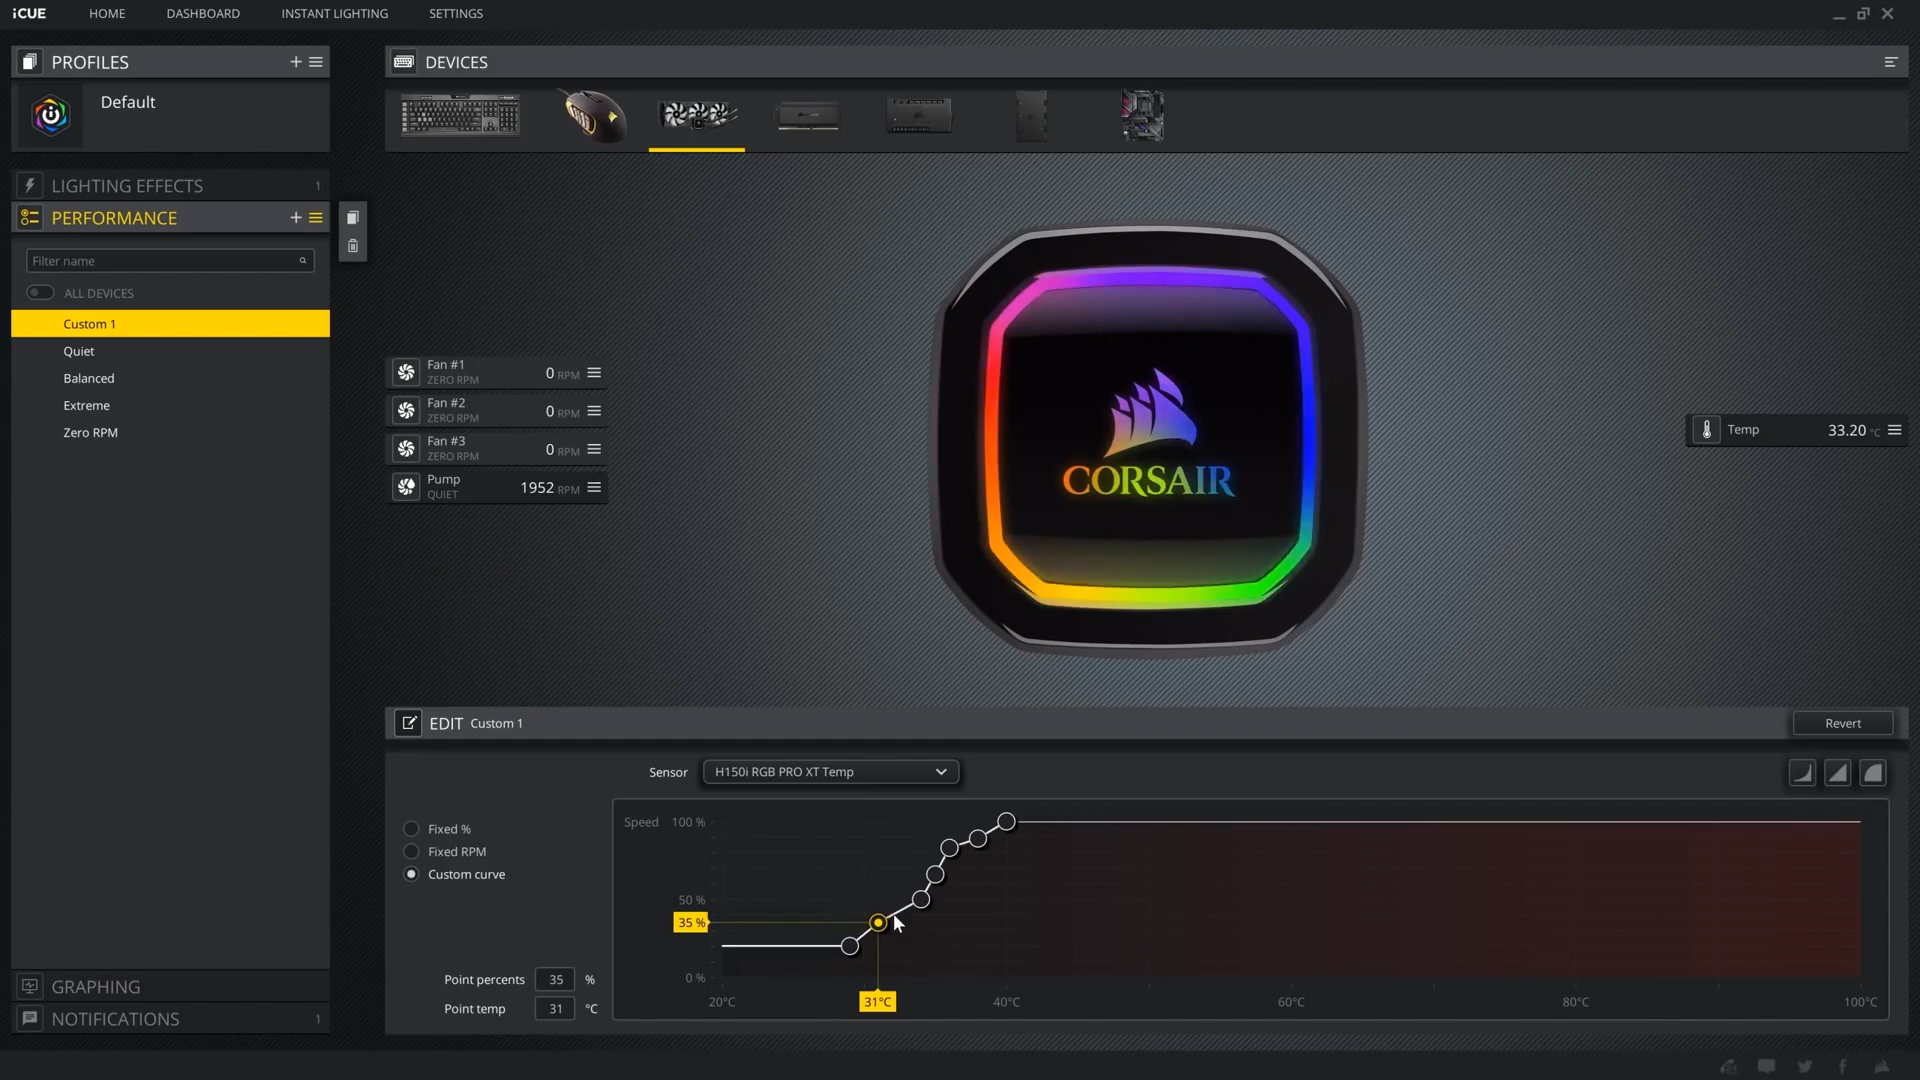 iCUE
HOME
DASHBOARD
INSTANT LIGHTING
SETTINGS
PROFILES
Default
LIGHTING EFFECTS 1
PERFORMANCE
Filter name
ALL DEVICES
Custom 1
Quiet
Balanced
Extreme
Zero RPM
GRAPHING
NOTIFICATIONS 1
DEVICES
Fan #1
ZERO RPM
0 RPM
Fan #2
ZERO RPM
0 RPM
Fan #3
ZERO RPM
0 RPM
Pump
QUIET
1952 RPM
CORSAIR
Temp 33.20 °C
EDIT Custom 1
Revert
Sensor H150i RGB PRO XT Temp
Fixed %
Fixed RPM
Custom curve
Point percents 35 %
Point temp 31 °C
Speed 100 %
50 %
35 %
0 %
20°C 31°C 40°C 60°C 80°C 100°C